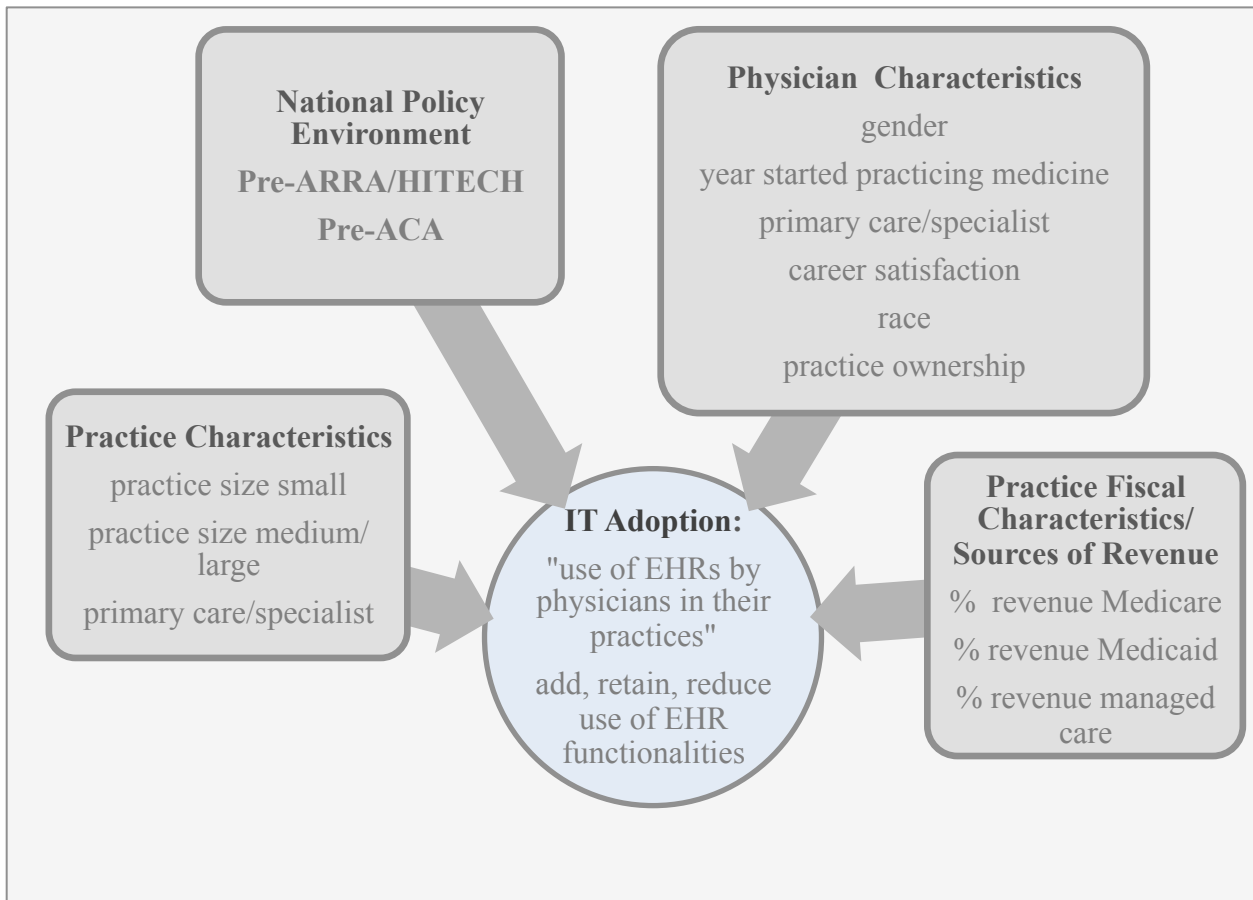 National Policy
Environment
Pre-ARRA/HITECH
Pre-ACA
Physician  Characteristics
gender
year started practicing medicine
primary care/specialist
career satisfaction
race
practice ownership
Practice Characteristics
practice size small
practice size medium/
large
primary care/specialist
IT Adoption:
"use of EHRs by
physicians in their
practices"
add, retain, reduce
use of EHR
functionalities
Practice Fiscal
Characteristics/
Sources of Revenue
%  revenue Medicare
% revenue Medicaid
% revenue managed
care